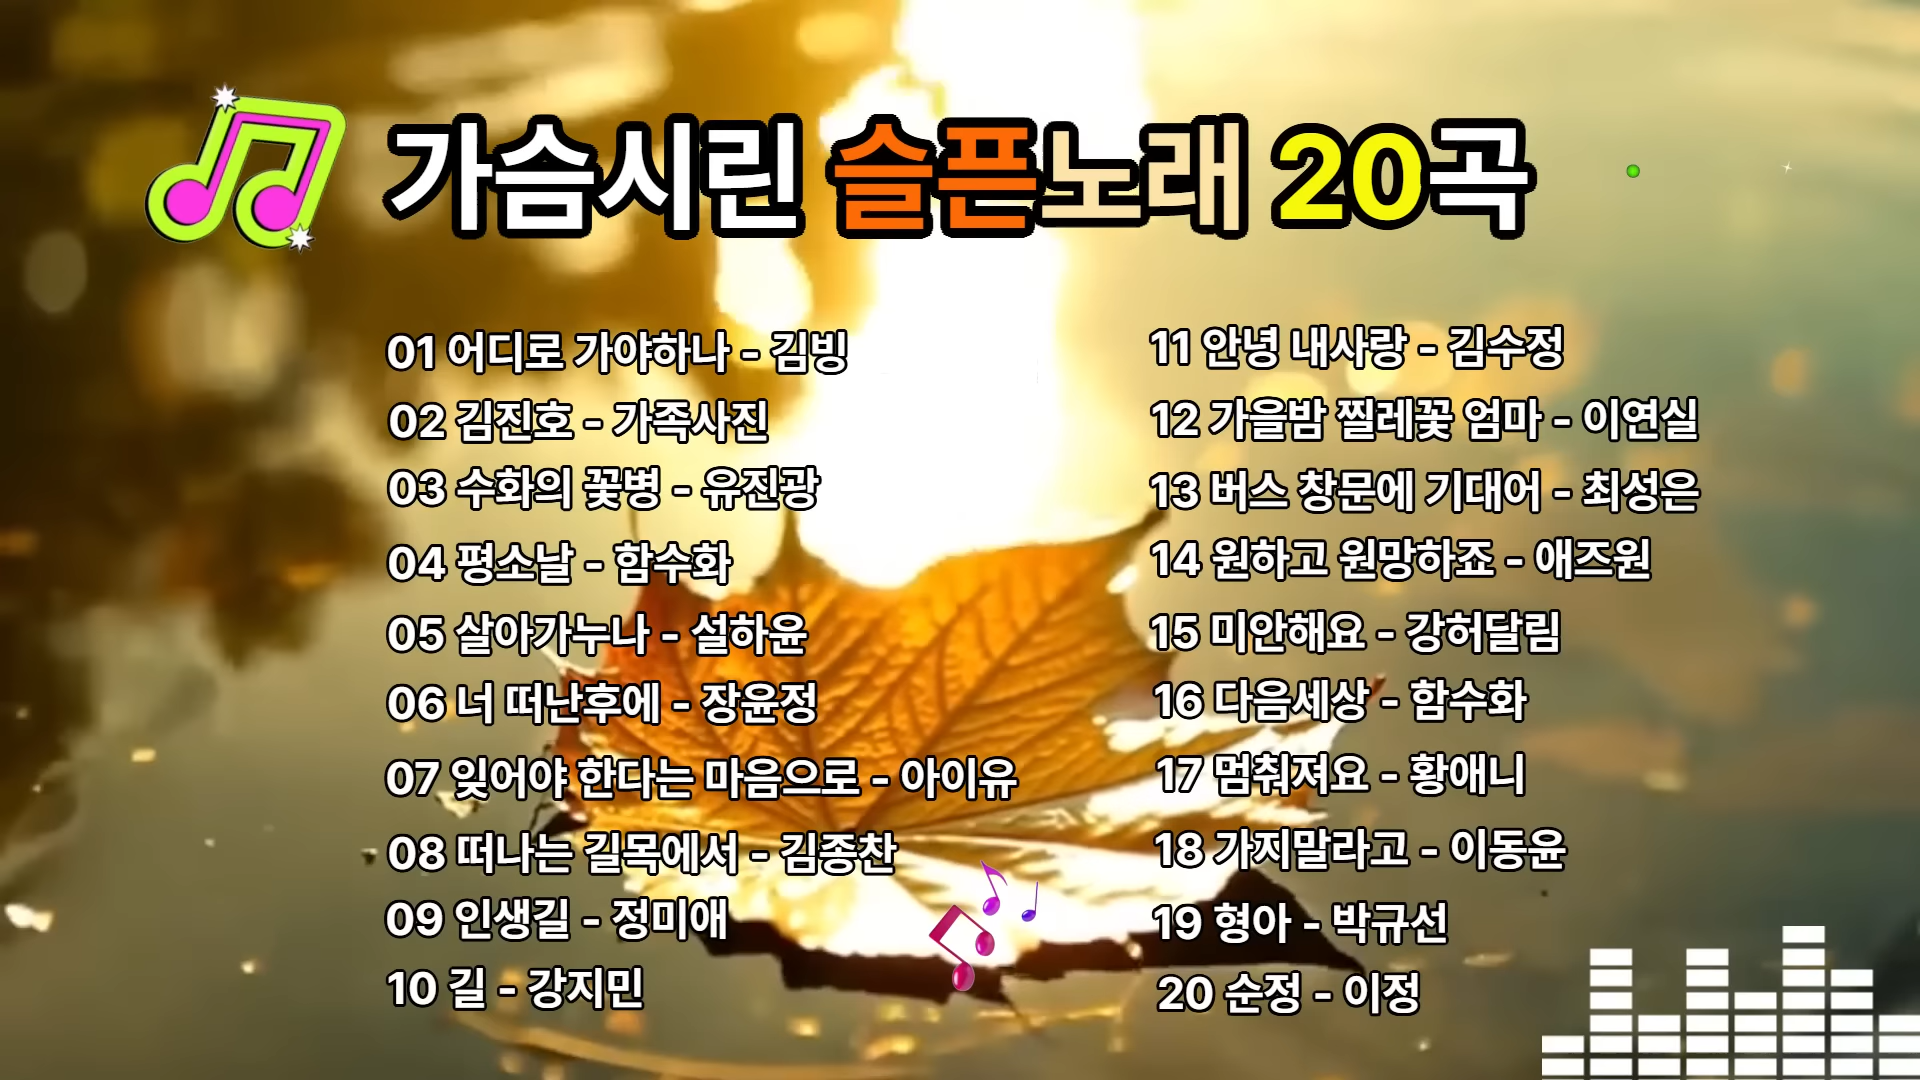 가슴시린 슬픈노래 20곡
01 어디로 가야하나 - 김빙
02 김진호 - 가족사진
03 수화의 꽃병 - 유진광
04 평소날 - 함수화
05 살아가누나 - 설하윤
06 너 떠난후에 - 장윤정
07 잊어야 한다는 마음으로 - 아이유
08 떠나는 길목에서 - 김종찬
09 인생길 - 정미애
10 길 - 강지민
11 안녕 내사랑 - 김수정
12 가을밤 찔레꽃 엄마 - 이연실
13 버스 창문에 기대어 - 최성은
14 원하고 원망하죠 - 애즈원
15 미안해요 - 강허달림
16 다음세상 - 함수화
17 멈춰져요 - 황애니
18 가지말라고 - 이동윤
19 형아 - 박규선
20 순정 - 이정